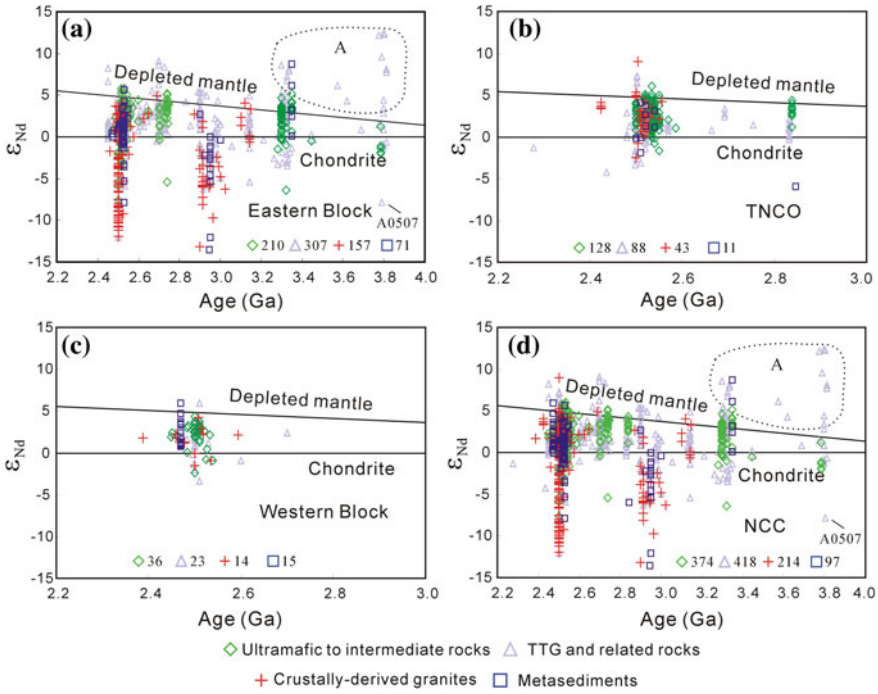 (a)
15
10
5
0
-5
-10
-15
εNd
A
Depleted mantle
Chondrite
Eastern Block
A0507
210 307 157 71
2.2 2.4 2.6 2.8 3.0 3.2 3.4 3.6 3.8 4.0
Age (Ga)
(b)
15
10
5
0
-5
-10
-15
Depleted mantle
Chondrite
TNCO
128 88 43 11
2.2 2.4 2.6 2.8 3.0
Age (Ga)
(c)
15
10
5
0
-5
-10
-15
εNd
Depleted mantle
Chondrite
Western Block
36 23 14 15
2.2 2.4 2.6 2.8 3.0
Age (Ga)
(d)
15
10
5
0
-5
-10
-15
εNd
A
Depleted mantle
Chondrite
NCC
A0507
374 418 214 97
2.2 2.4 2.6 2.8 3.0 3.2 3.4 3.6 3.8 4.0
Age (Ga)
Ultramafic to intermediate rocks TTG and related rocks
Crustally-derived granites Metasediments